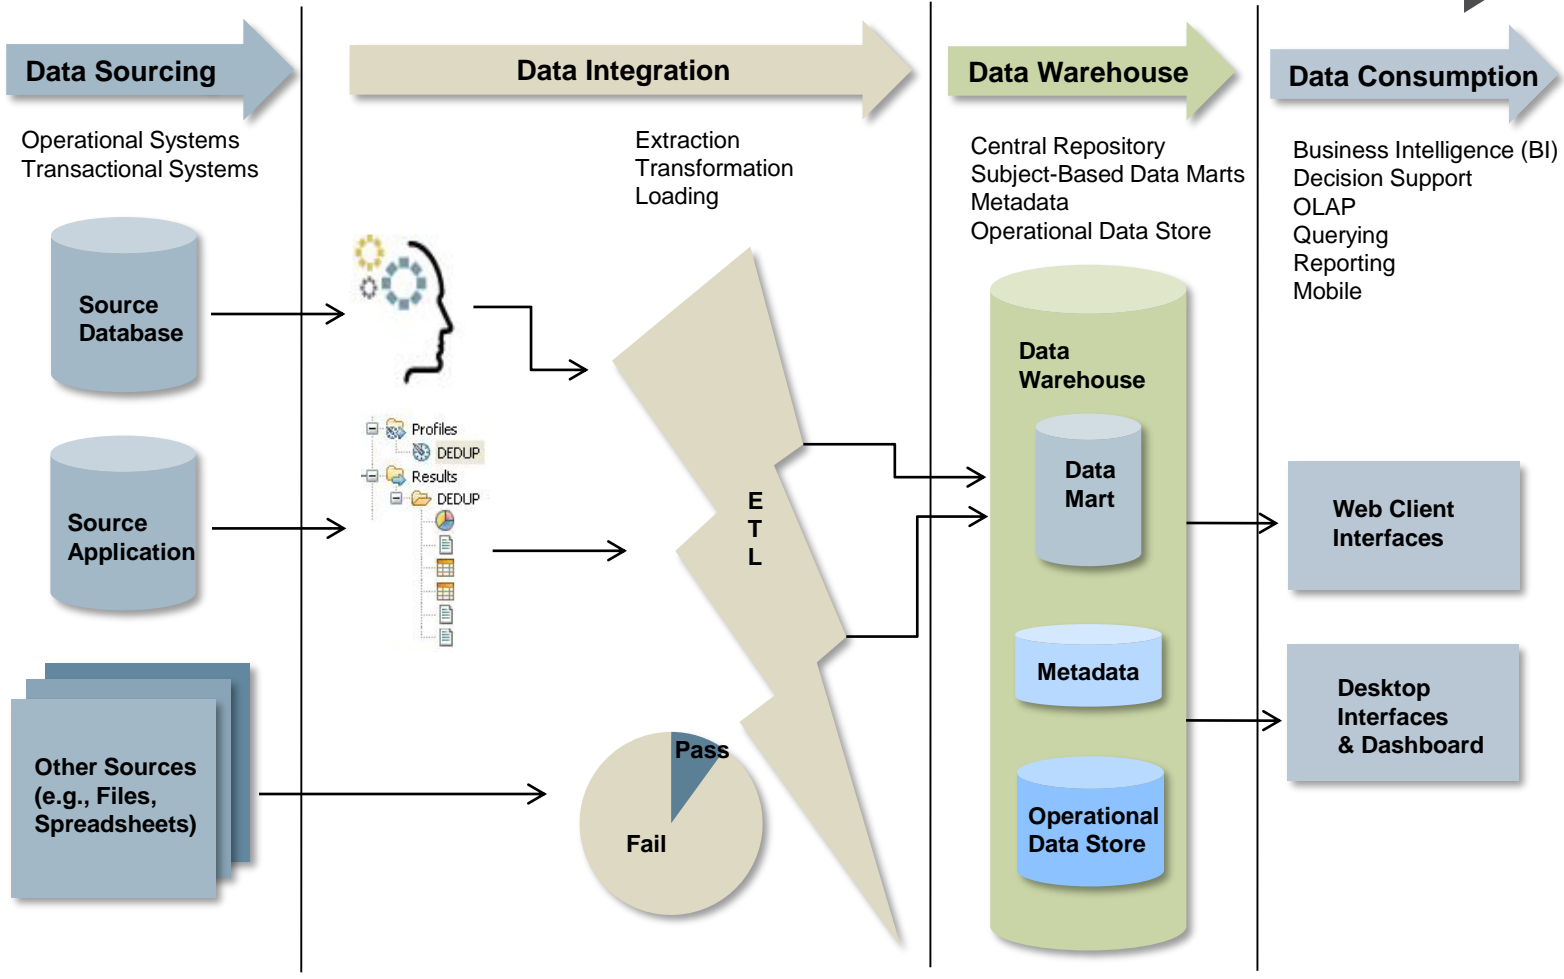 Data Sourcing
Operational Systems
Transactional Systems
Source
Database
Source
Application
Other Sources
(e.g., Files,
Spreadsheets)
Data Integration
Extraction
Transformation
Loading
Profiles
DEDUP
Results
DEDUP
E
T
L
Pass
Fail
Data Warehouse
Central Repository
Subject-Based Data Marts
Metadata
Operational Data Store
Data
Warehouse
Data
Mart
Metadata
Operational
Data Store
Data Consumption
Business Intelligence (BI)
Decision Support
OLAP
Querying
Reporting
Mobile
Web Client
Interfaces
Desktop
Interfaces
& Dashboard